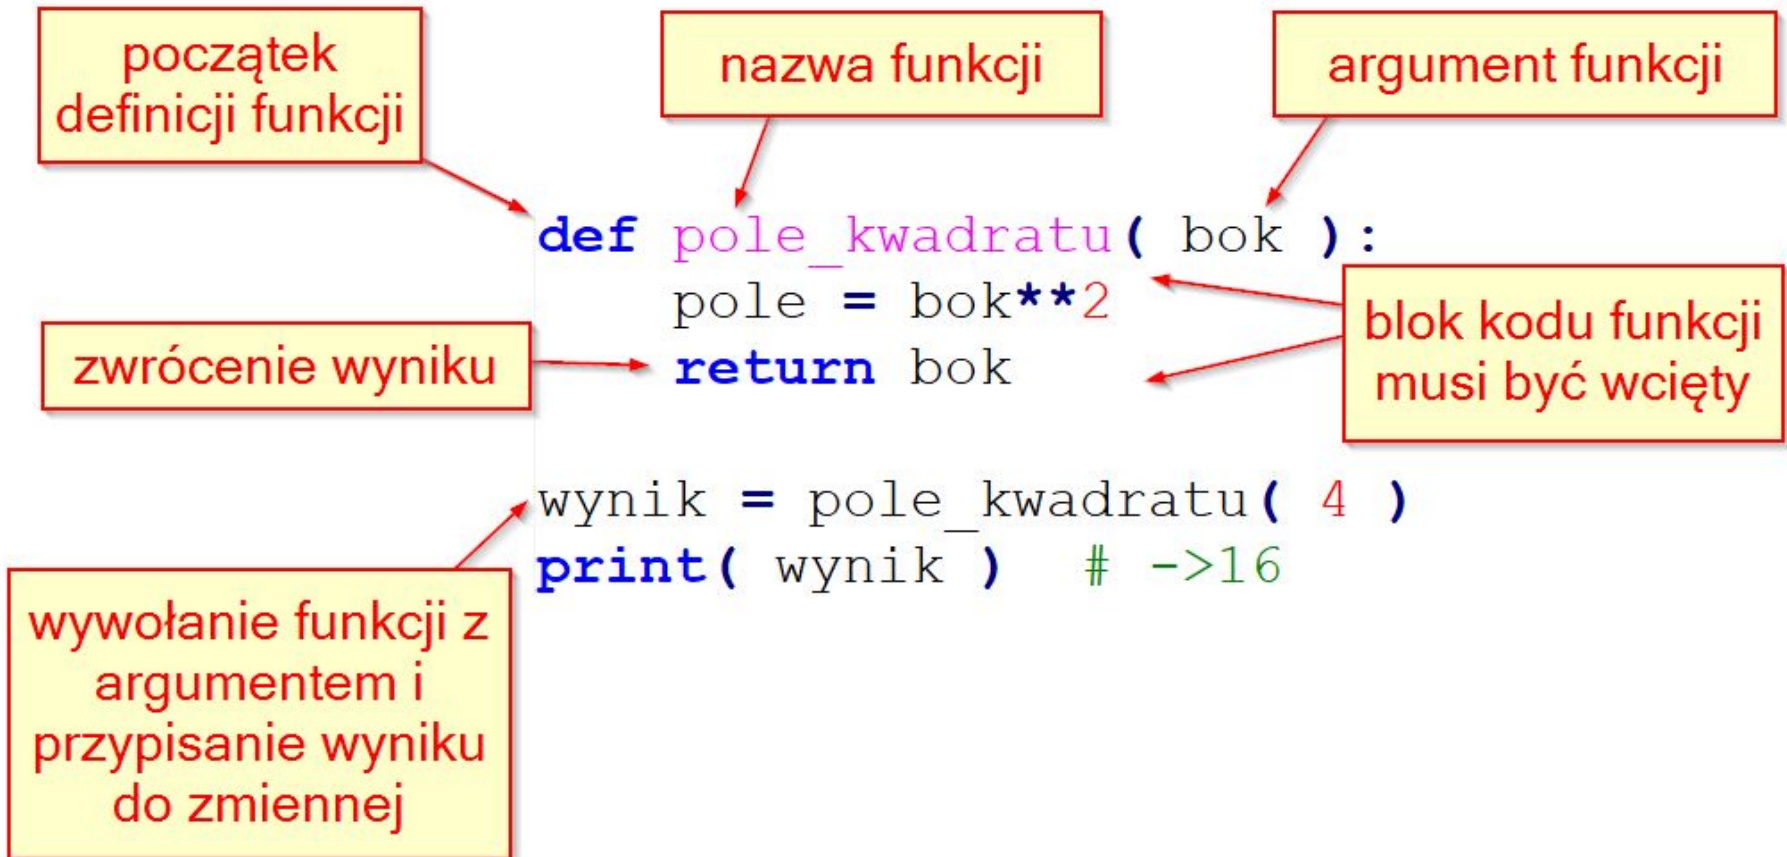 początek
definicji funkcji
nazwa funkcji
argument funkcji
def pole_kwadratu( bok ):
pole = bok**2
return bok
zwrócenie wyniku
blok kodu funkcji
musi być wcięty
wynik = pole_kwadratu( 4 )
print( wynik )  # ->16
wywołanie funkcji z
argumentem i
przypisanie wyniku
do zmiennej